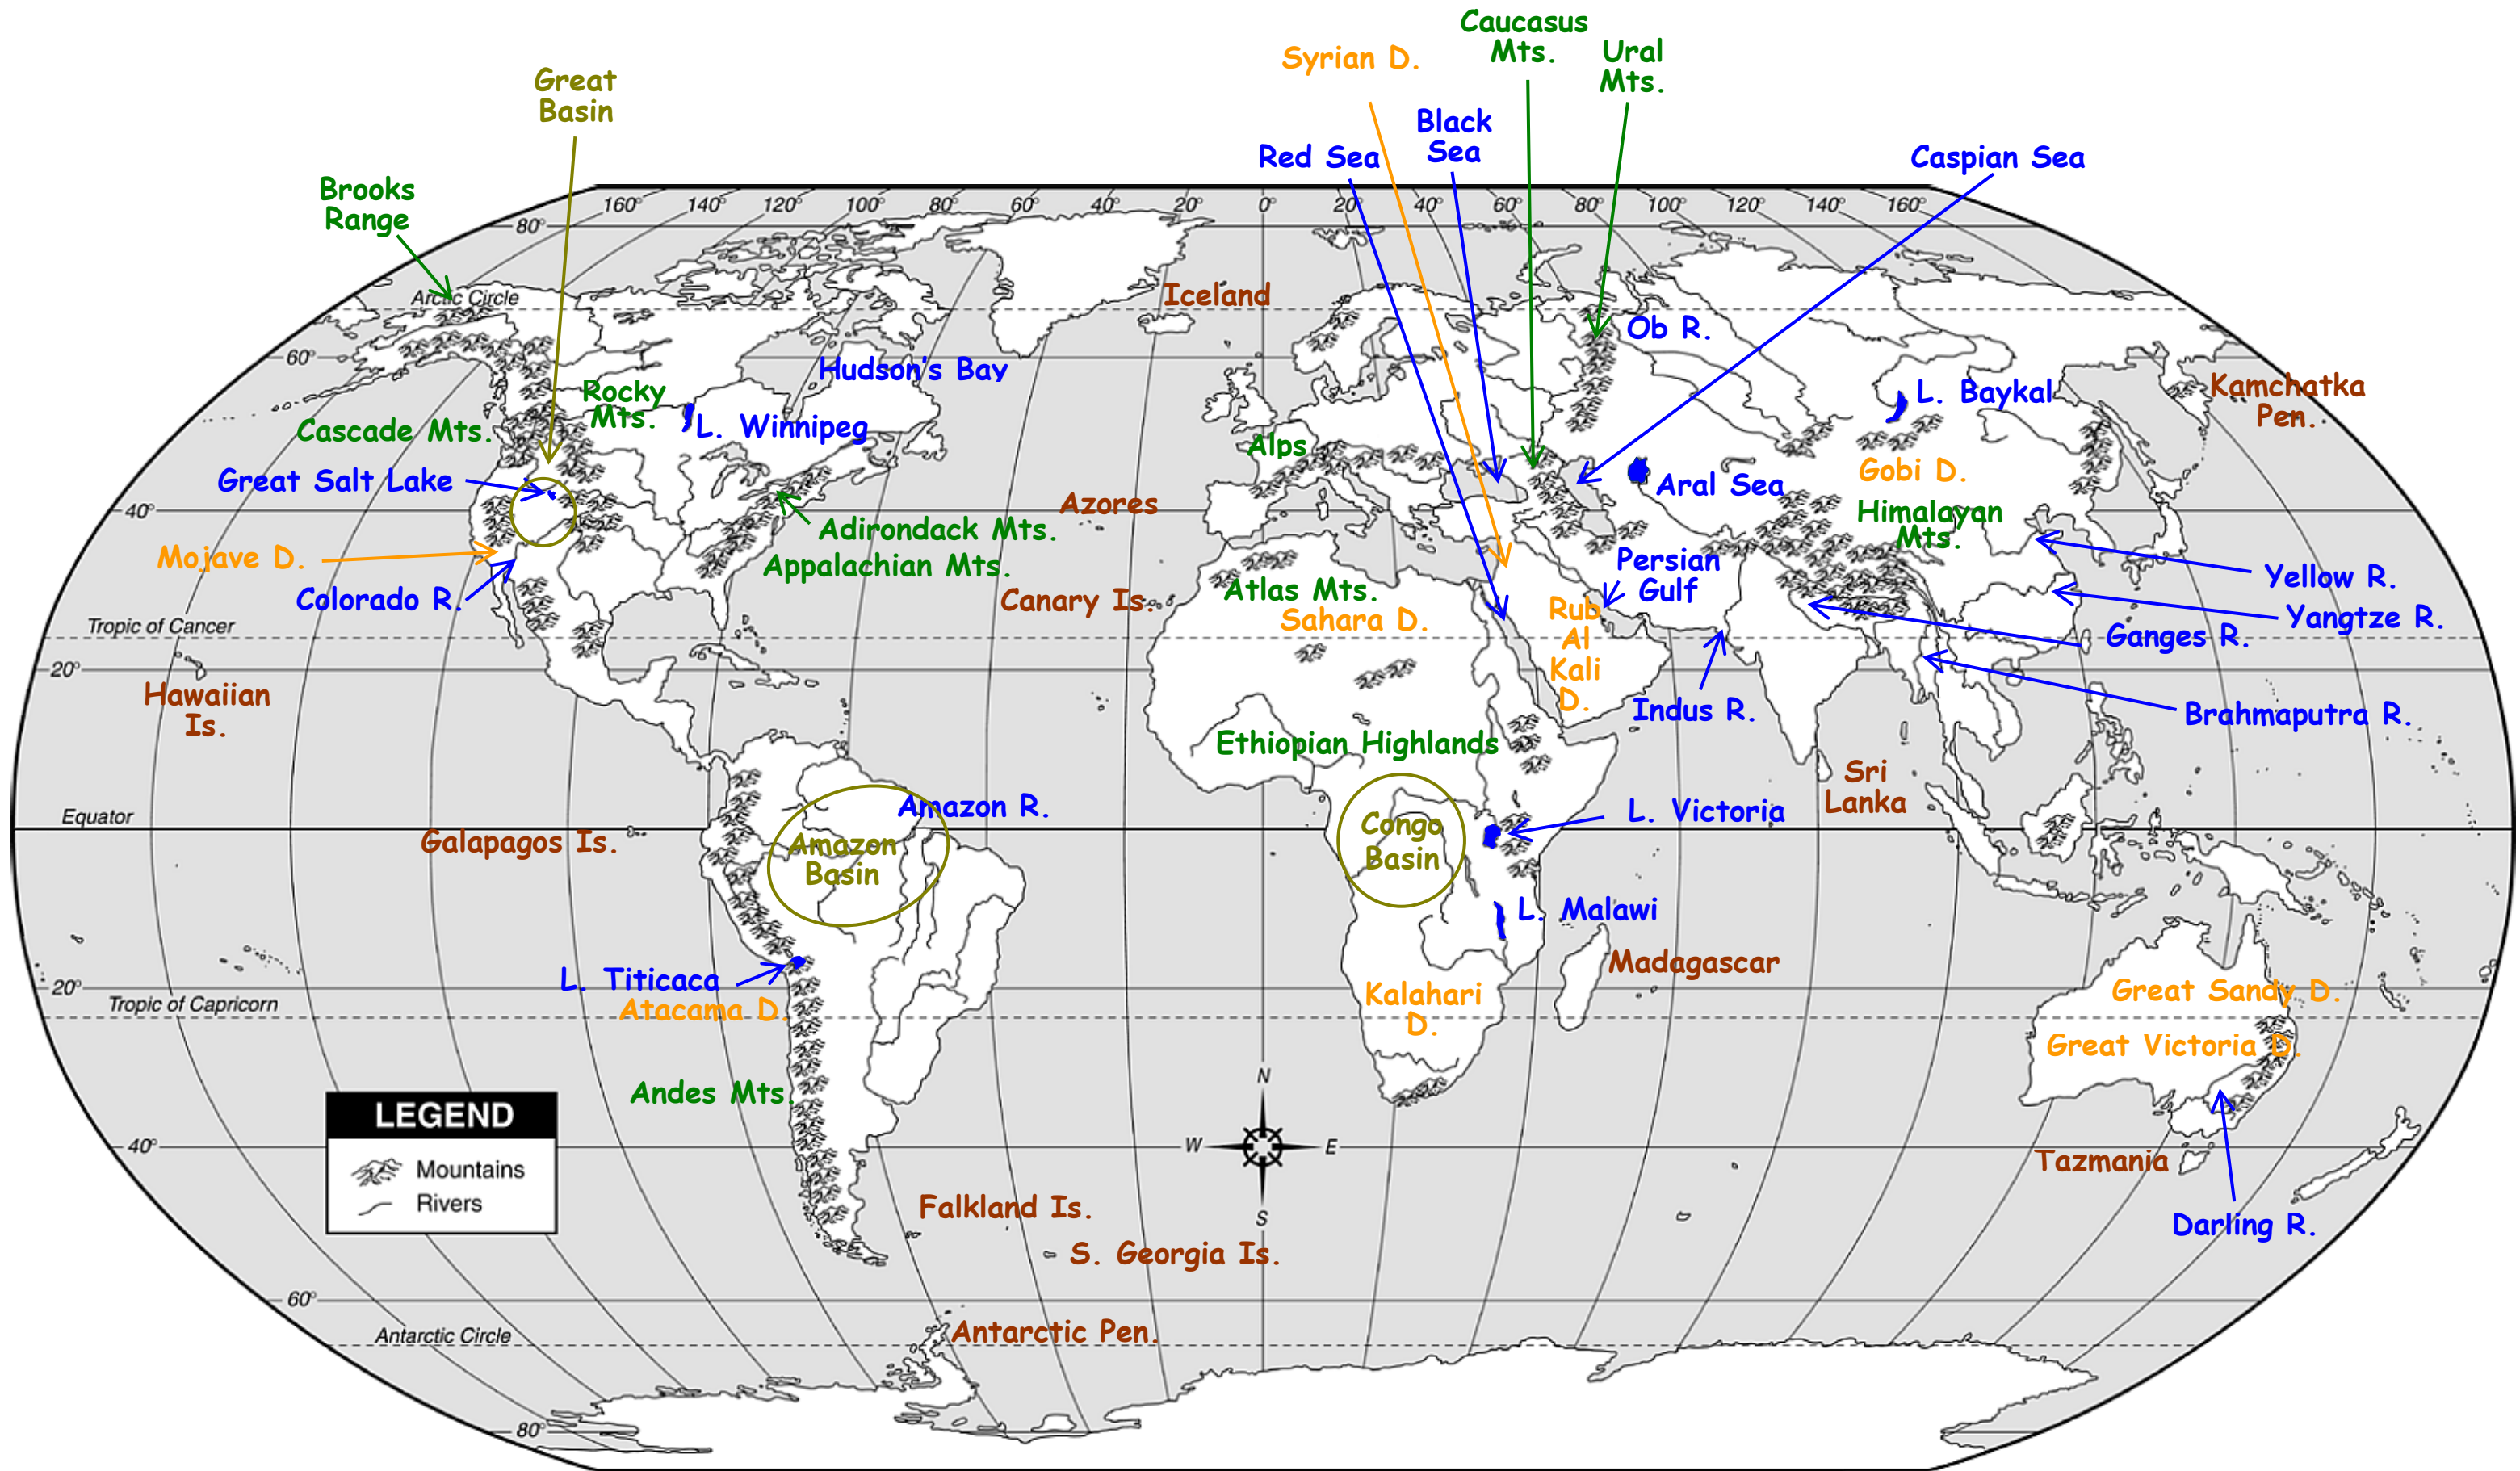 Caucasus
Mts.
Ural
Mts.
Syrian D.
Great
Basin
Black
Sea
Red Sea
Caspian Sea
Brooks
Range
160°
140°
120°
100°
80°
60°
40°
20°
0°
20°
40°
60°
80°
100°
120°
140°
160°
80°
Arctic Circle
Iceland
Ob R.
60°
Hudson's Bay
Rocky
Mts.
L. Baykal
Kamchatka
Pen.
Cascade Mts.
L. Winnipeg
Alps
Gobi D.
Great Salt Lake
Aral Sea
40°
Azores
Himalayan
Mts.
Adirondack Mts.
Mojave D.
Appalachian Mts.
Persian
Gulf
Yellow R.
Colorado R.
Canary Is.
Atlas Mts.
Sahara D.
Rub
Al
Kali
D.
Yangtze R.
Tropic of Cancer
Ganges R.
20°
Hawaiian
Is.
Indus R.
Brahmaputra R.
Ethiopian Highlands
Sri
Lanka
Equator
Amazon R.
L. Victoria
Galapagos Is.
Amazon
Basin
Congo
Basin
L. Malawi
Madagascar
L. Titicaca
20°
Atacama D.
Kalahari
D.
Great Sandy D.
Tropic of Capricorn
Great Victoria D.
Andes Mts.
N
W
E
S
LEGEND
Mountains
Rivers
40°
Tazmania
Falkland Is.
Darling R.
S. Georgia Is.
60°
Antarctic Circle
Antarctic Pen.
80°